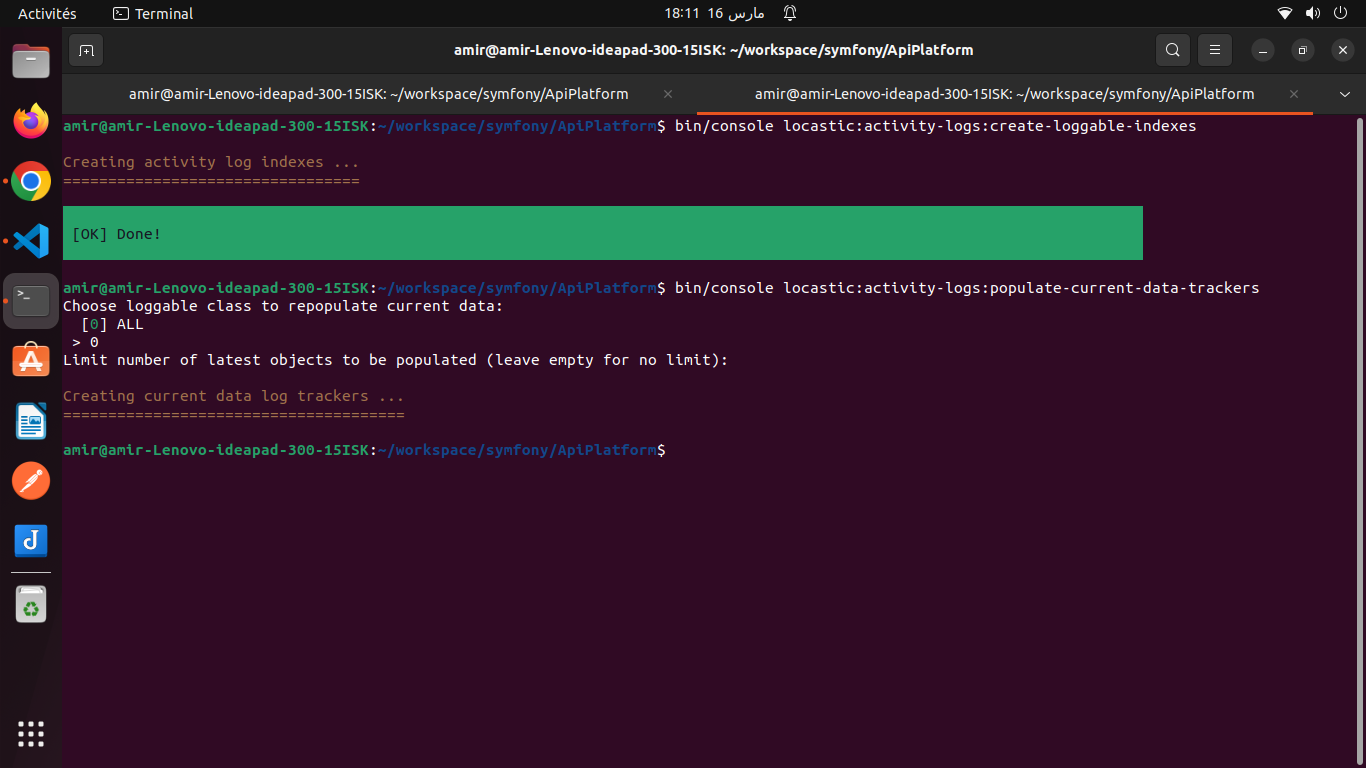 Activités
Terminal
18:11 16 مارس
amir@amir-Lenovo-ideapad-300-15ISK: ~/workspace/symfony/ApiPlatform
amir@amir-Lenovo-ideapad-300-15ISK: ~/workspace/symfony/ApiPlatform
amir@amir-Lenovo-ideapad-300-15ISK: ~/workspace/symfony/ApiPlatform
amir@amir-Lenovo-ideapad-300-15ISK:~/workspace/symfony/ApiPlatform$ bin/console locastic:activity-logs:create-loggable-indexes
Creating activity log indexes ...
=================================
[OK] Done!
amir@amir-Lenovo-ideapad-300-15ISK:~/workspace/symfony/ApiPlatform$ bin/console locastic:activity-logs:populate-current-data-trackers
Choose loggable class to repopulate current data:
[0] ALL
> 0
Limit number of latest objects to be populated (leave empty for no limit):
Creating current data log trackers ...
======================================
amir@amir-Lenovo-ideapad-300-15ISK:~/workspace/symfony/ApiPlatform$